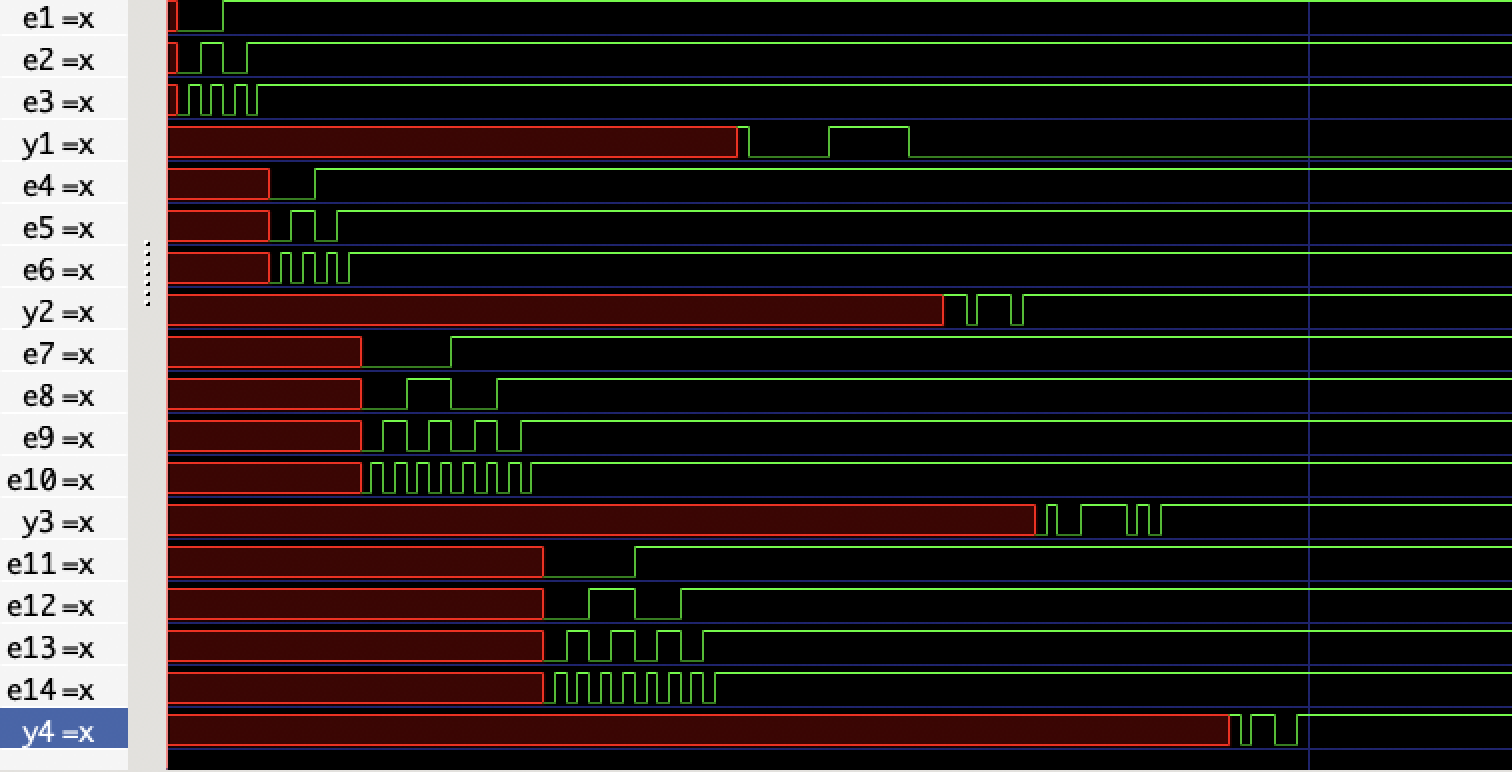 e1=x
e2=x
e3=x
y1=x
e4=x
e5=x
e6=x
y2=x
e7=x
e8=x
e9=x
e10=x
y3=x
e11=x
e12=x
e13=x
e14=x
y4=x